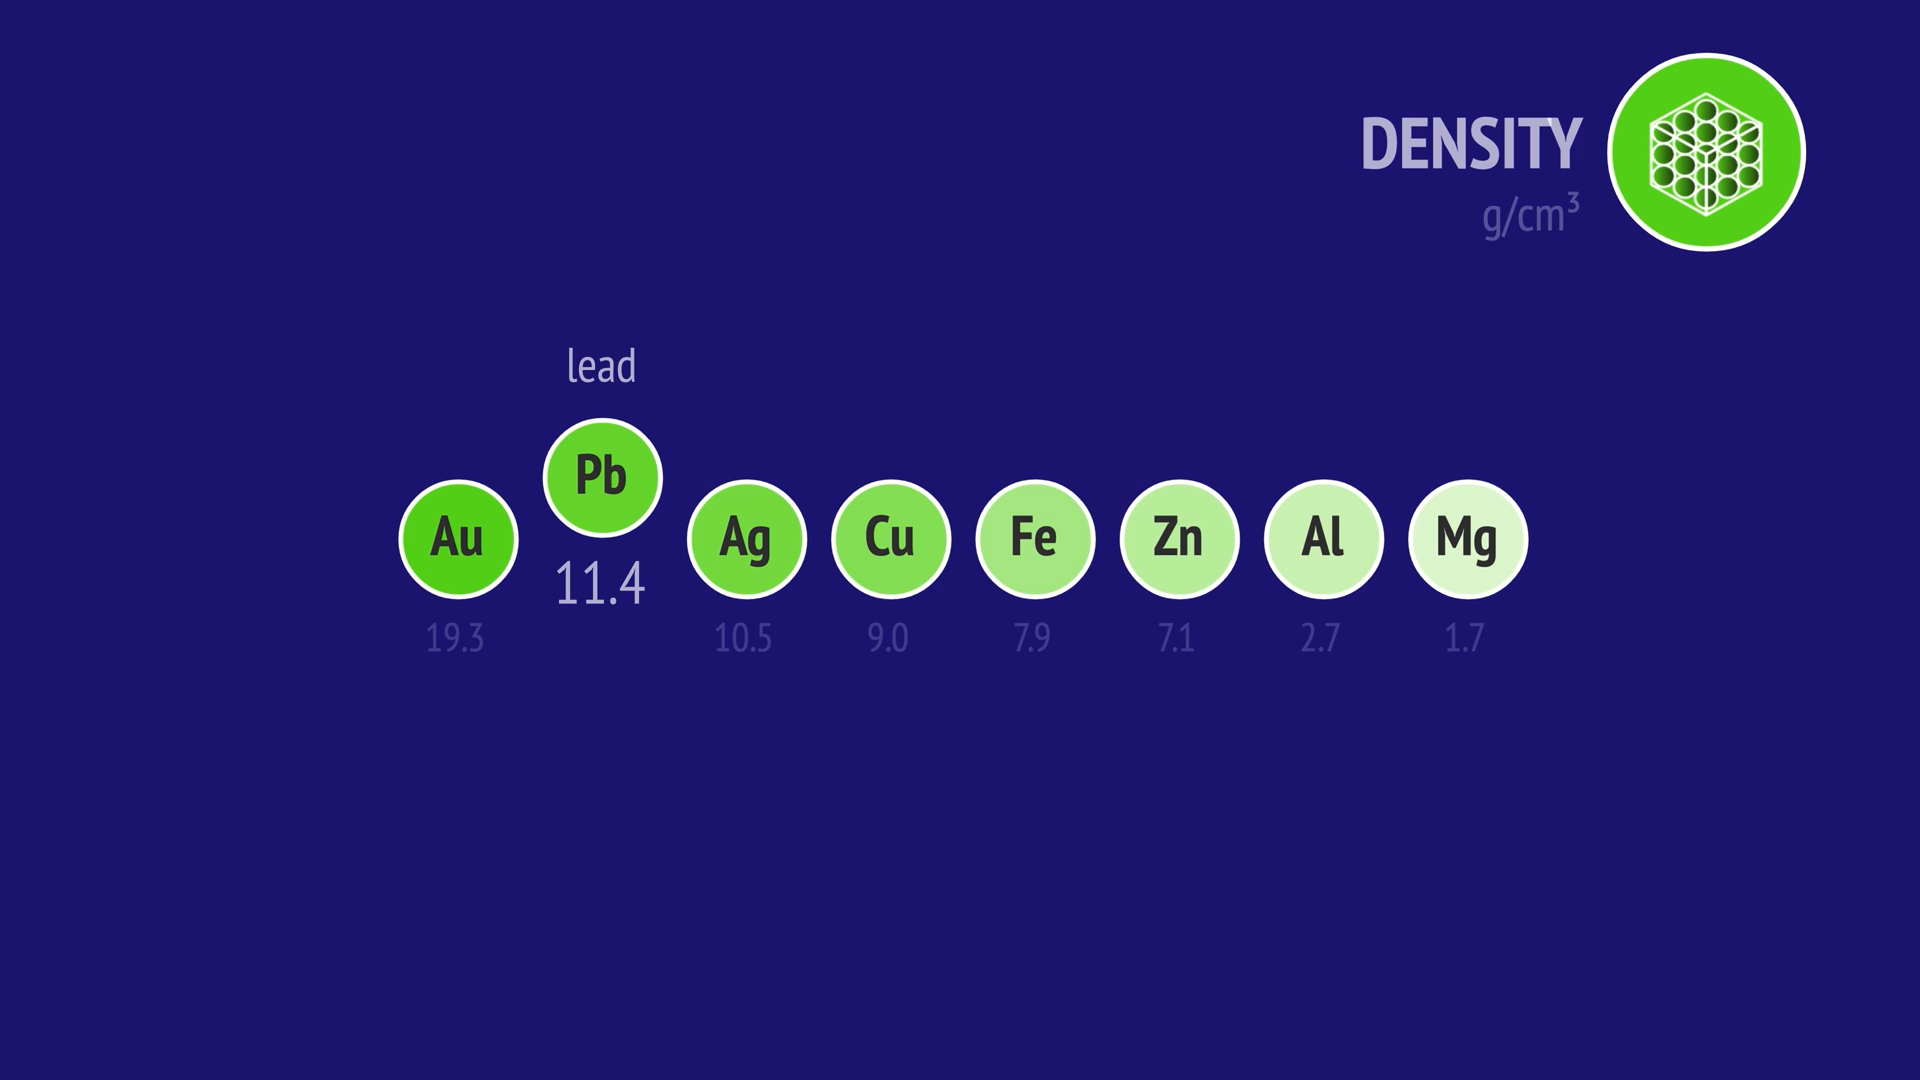 DENSITY
g/cm³
lead
Au Pb Ag Cu Fe Zn Al Mg
19.3 11.4 10.5 9.0 7.9 7.1 2.7 1.7